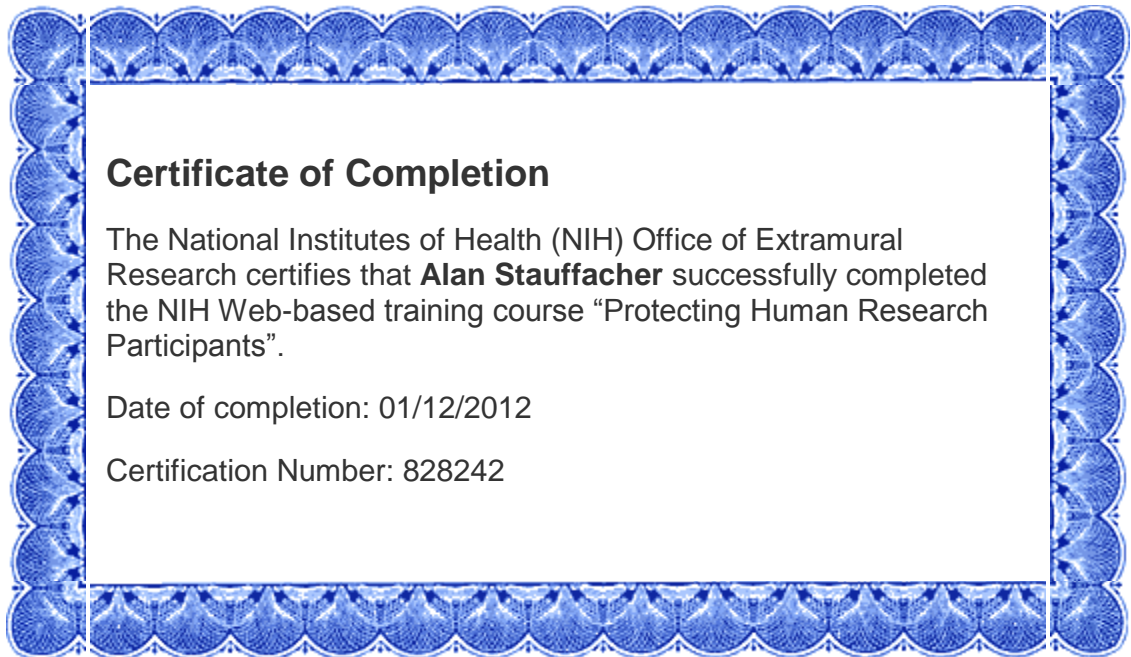 Certificate of Completion
The National Institutes of Health (NIH) Office of Extramural
Research certifies that Alan Stauffacher successfully completed
the NIH Web-based training course “Protecting Human Research
Participants”.
Date of completion: 01/12/2012
Certification Number: 828242